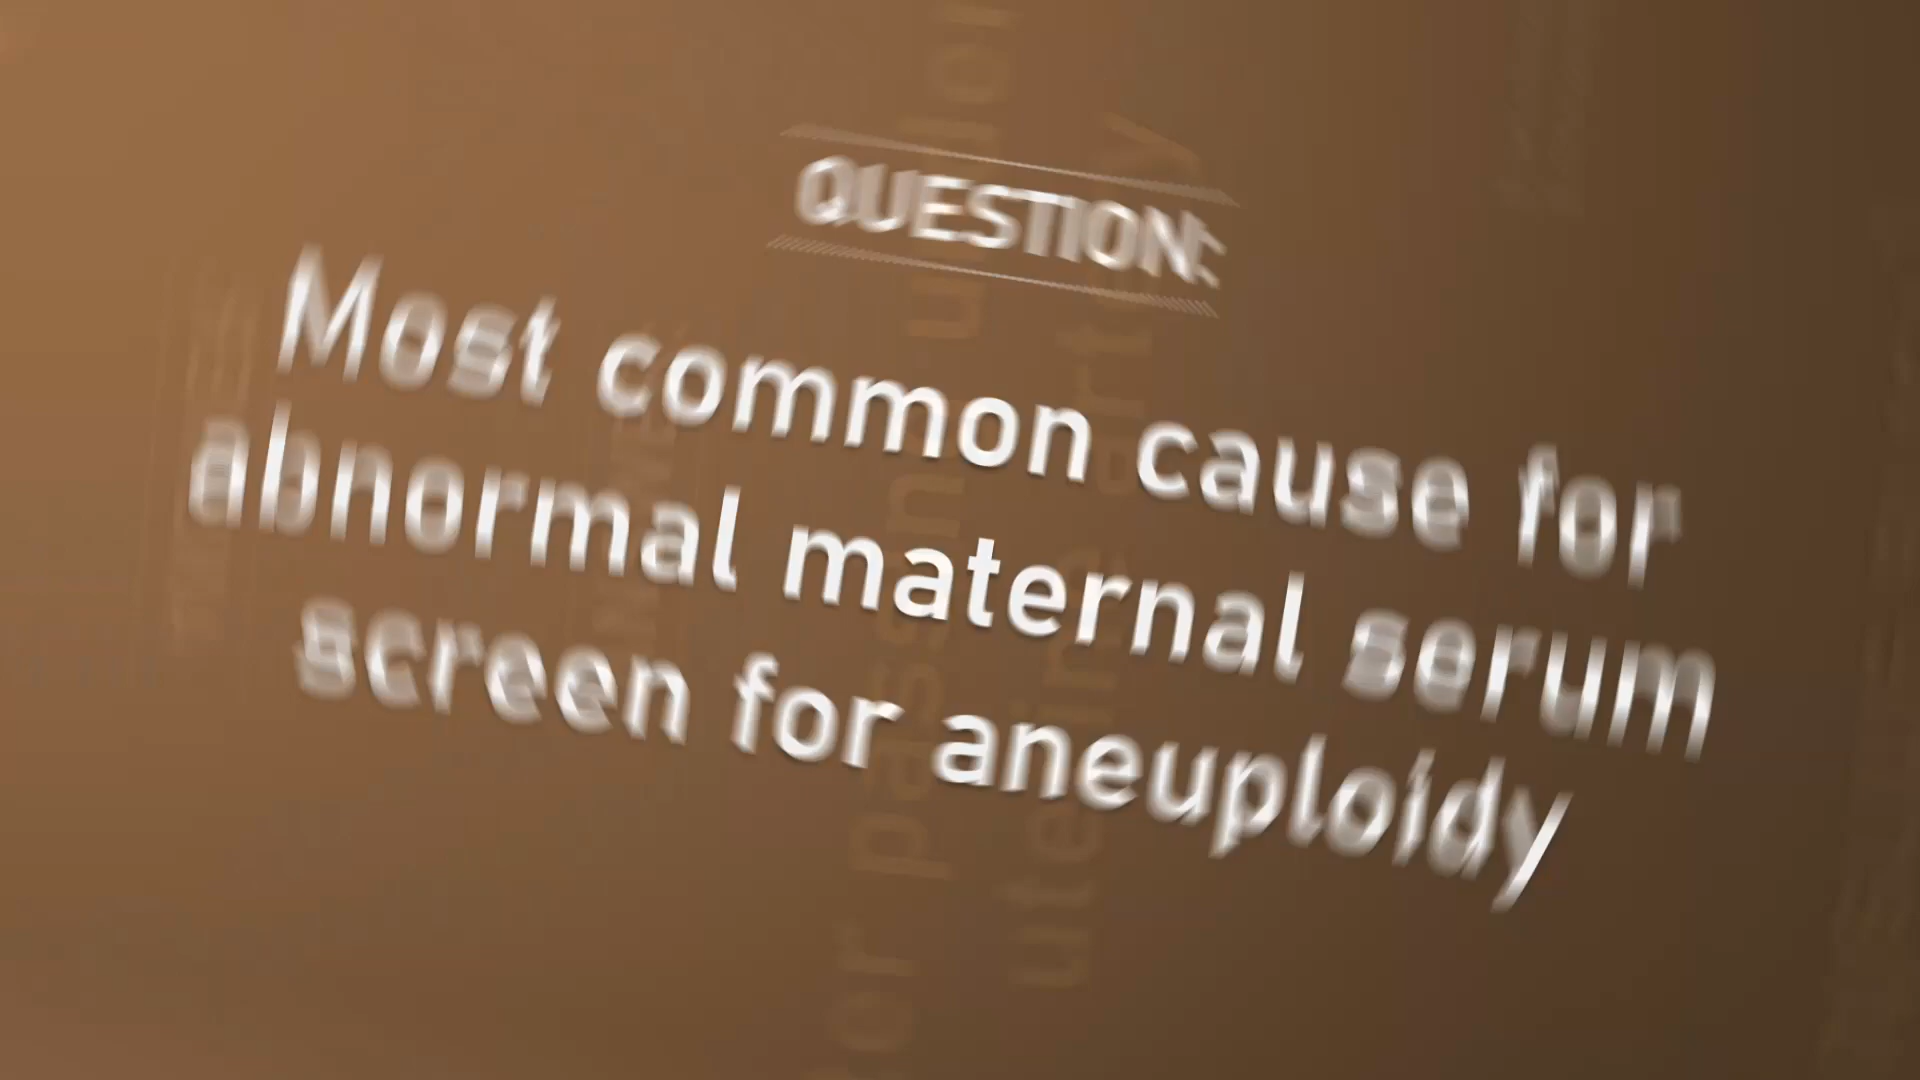 QUESTION:
Most common cause for
abnormal maternal serum
screen for aneuploidy